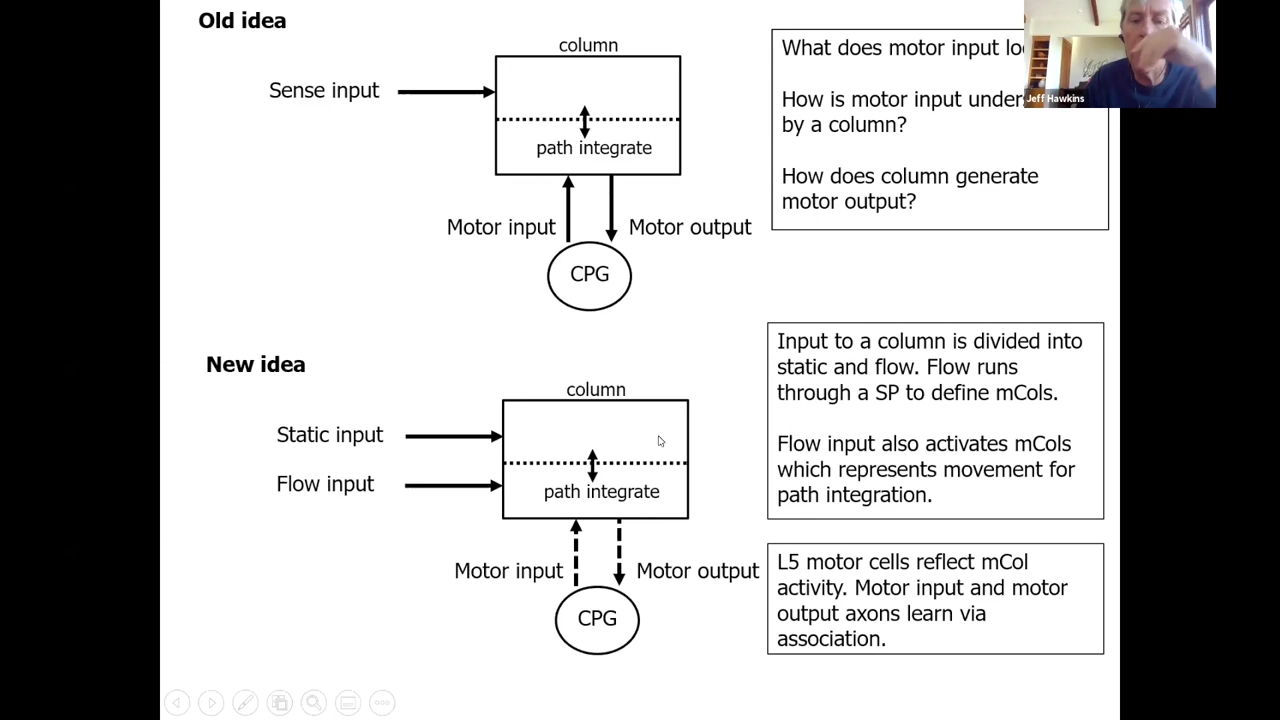 Old idea
column
Sense input
path integrate
Motor input
Motor output
CPG
What does motor input
How is motor input
by a column?
How does column generate
motor output?
Jeff Hawkins
New idea
column
Static input
Flow input
path integrate
Motor input
Motor output
CPG
Input to a column is divided into
static and flow. Flow runs
through a SP to define mCols.
Flow input also activates mCols
which represents movement for
path integration.
L5 motor cells reflect mCol
activity. Motor input and motor
output axons learn via
association.